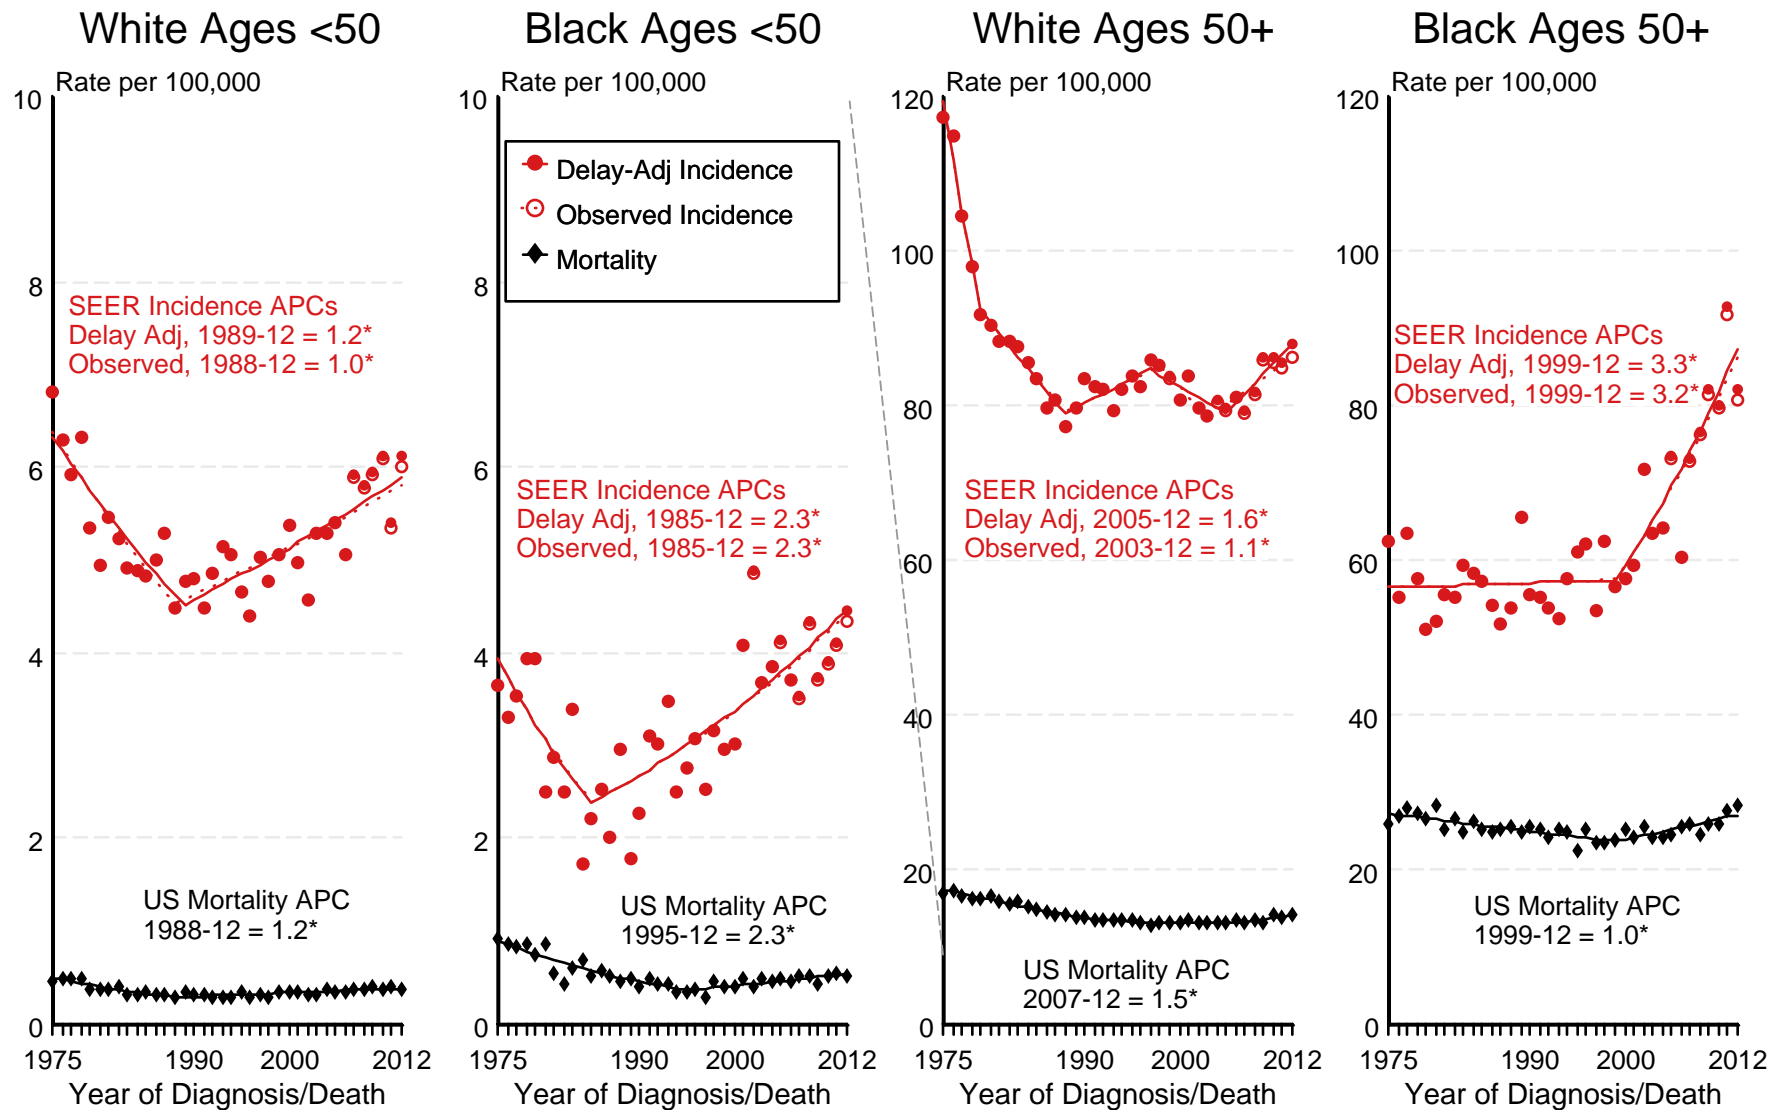 White Ages <50
Rate per 100,000
10
8
6
4
2
0
SEER Incidence APCs
Delay Adj, 1989-12 = 1.2*
Observed, 1988-12 = 1.0*
US Mortality APC
1988-12 = 1.2*
1975
1990
2000
2012
Year of Diagnosis/Death
Black Ages <50
Rate per 100,000
10
8
6
4
2
0
Delay-Adj Incidence
Observed Incidence
Mortality
SEER Incidence APCs
Delay Adj, 1985-12 = 2.3*
Observed, 1985-12 = 2.3*
US Mortality APC
1995-12 = 2.3*
1975
1990
2000
2012
Year of Diagnosis/Death
White Ages 50+
Rate per 100,000
120
100
80
60
40
20
0
SEER Incidence APCs
Delay Adj, 2005-12 = 1.6*
Observed, 2003-12 = 1.1*
US Mortality APC
2007-12 = 1.5*
1975
1990
2000
2012
Year of Diagnosis/Death
Black Ages 50+
Rate per 100,000
120
100
80
60
40
20
0
SEER Incidence APCs
Delay Adj, 1999-12 = 3.3*
Observed, 1999-12 = 3.2*
US Mortality APC
1999-12 = 1.0*
1975
1990
2000
2012
Year of Diagnosis/Death